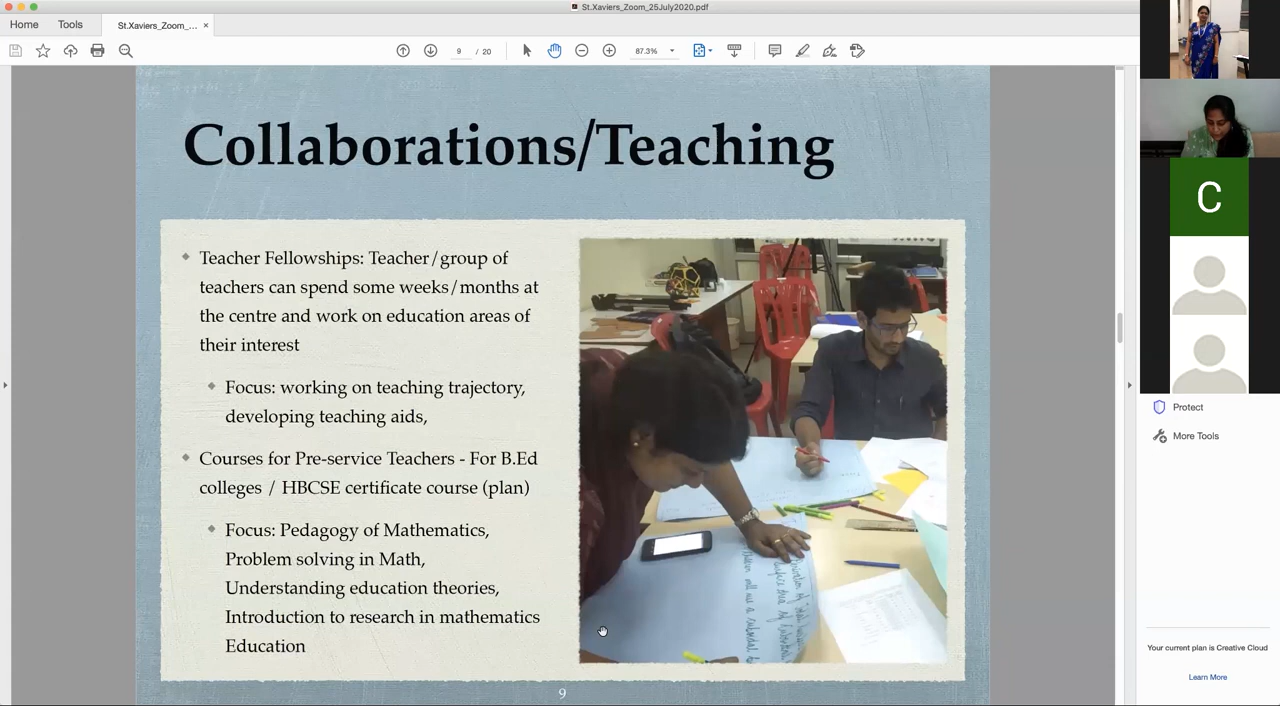 St.Xaviers_Zoom_25July2020.pdf
Home
Tools
St.Xaviers_Zoom_... ×
9 / 20
87.3%
Collaborations/Teaching
Teacher Fellowships: Teacher/group of
teachers can spend some weeks/months at
the centre and work on education areas of
their interest
Focus: working on teaching trajectory,
developing teaching aids,
Courses for Pre-service Teachers - For B.Ed
colleges / HBCSE certificate course (plan)
Focus: Pedagogy of Mathematics,
Problem solving in Math,
Understanding education theories,
Introduction to research in mathematics
Education
9
C
Protect
More Tools
Your current plan is Creative Cloud
Learn More